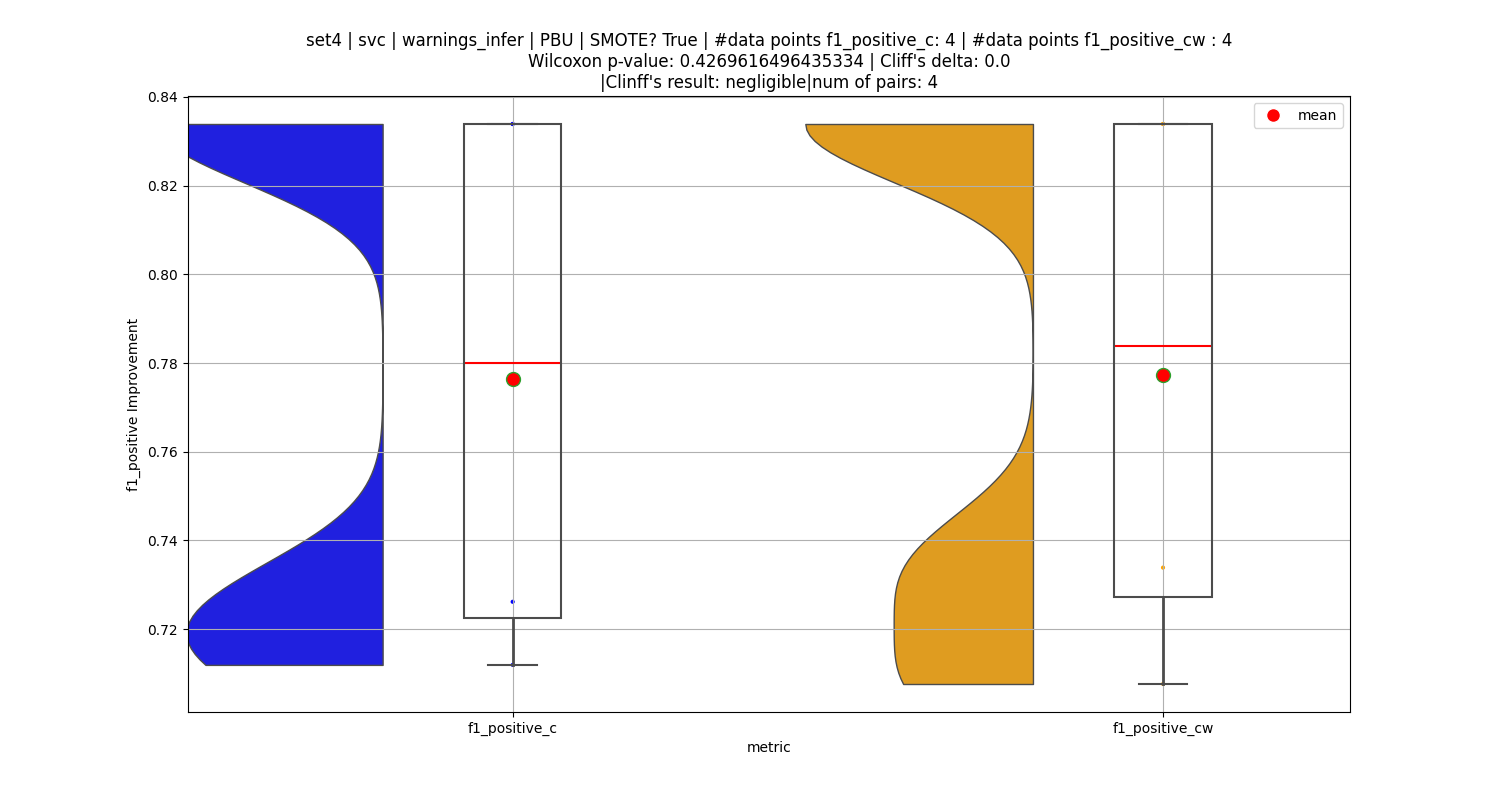 set4 | svc | warnings_infer | PBU | SMOTE? True | #data points f1_positive_c: 4 | #data points f1_positive_cw : 4
Wilcoxon p-value: 0.4269616496435334 | Cliff's delta: 0.0
|Clinff's result: negligible|num of pairs: 4
0.84
mean
0.82
0.80
0.78
0.76
0.74
0.72
f1_positive Improvement
f1_positive_c
f1_positive_cw
metric